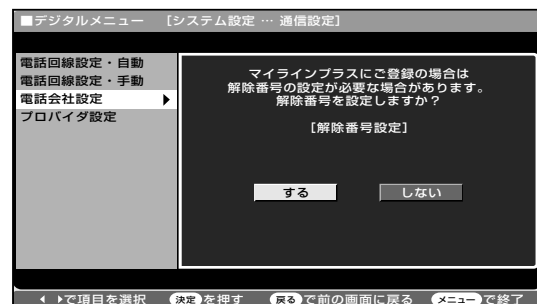 ■デジタルメニュー [システム設定 … 通信設定]
電話回線設定・自動
電話回線設定・手動
電話会社設定
プロバイダ設定
マイラインプラスにご登録の場合は
解除番号の設定が必要な場合があります。
解除番号を設定しますか？
[解除番号設定]
する しない
で項目を選択 決定を押す 戻るで前の画面に戻る メニューで終了